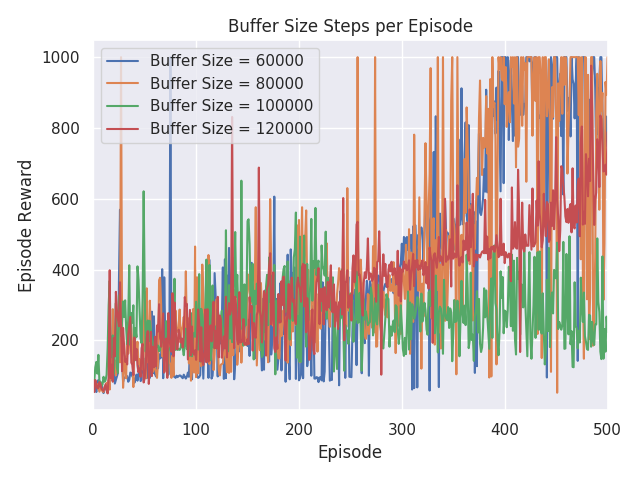 Buffer Size Steps per Episode
Buffer Size = 60000
Buffer Size = 80000
Buffer Size = 100000
Buffer Size = 120000
1000
800
600
400
200
Episode Reward
0 100 200 300 400 500
Episode